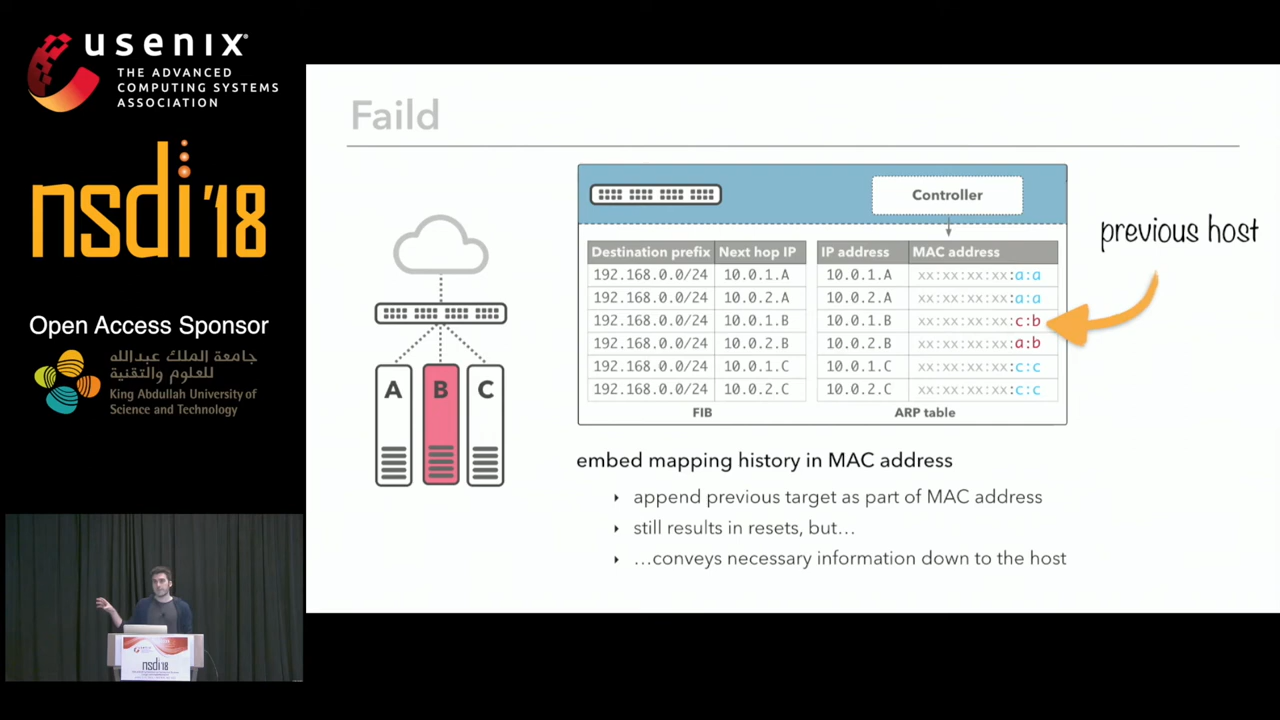 usenix
THE ADVANCED
COMPUTING SYSTEMS
ASSOCIATION
nsdi '18
Open Access Sponsor
جامعة الملك عبدالله
للعلوم والتقنية
King Abdullah University of
Science and Technology
nsdi'18
Faild
Controller
previous host
Destination prefix Next hop IP IP address MAC address
192.168.0.0/24 10.0.1.A 10.0.1.A xx:xx:xx:xx:a:a
192.168.0.0/24 10.0.2.A 10.0.2.A xx:xx:xx:xx:a:a
192.168.0.0/24 10.0.1.B 10.0.1.B xx:xx:xx:xx:c:b
192.168.0.0/24 10.0.2.B 10.0.2.B xx:xx:xx:xx:a:b
192.168.0.0/24 10.0.1.C 10.0.1.C xx:xx:xx:xx:c:c
192.168.0.0/24 10.0.2.C 10.0.2.C xx:xx:xx:xx:c:c
FIB ARP table
A B C
embed mapping history in MAC address
‣ append previous target as part of MAC address
‣ still results in resets, but…
‣ …conveys necessary information down to the host